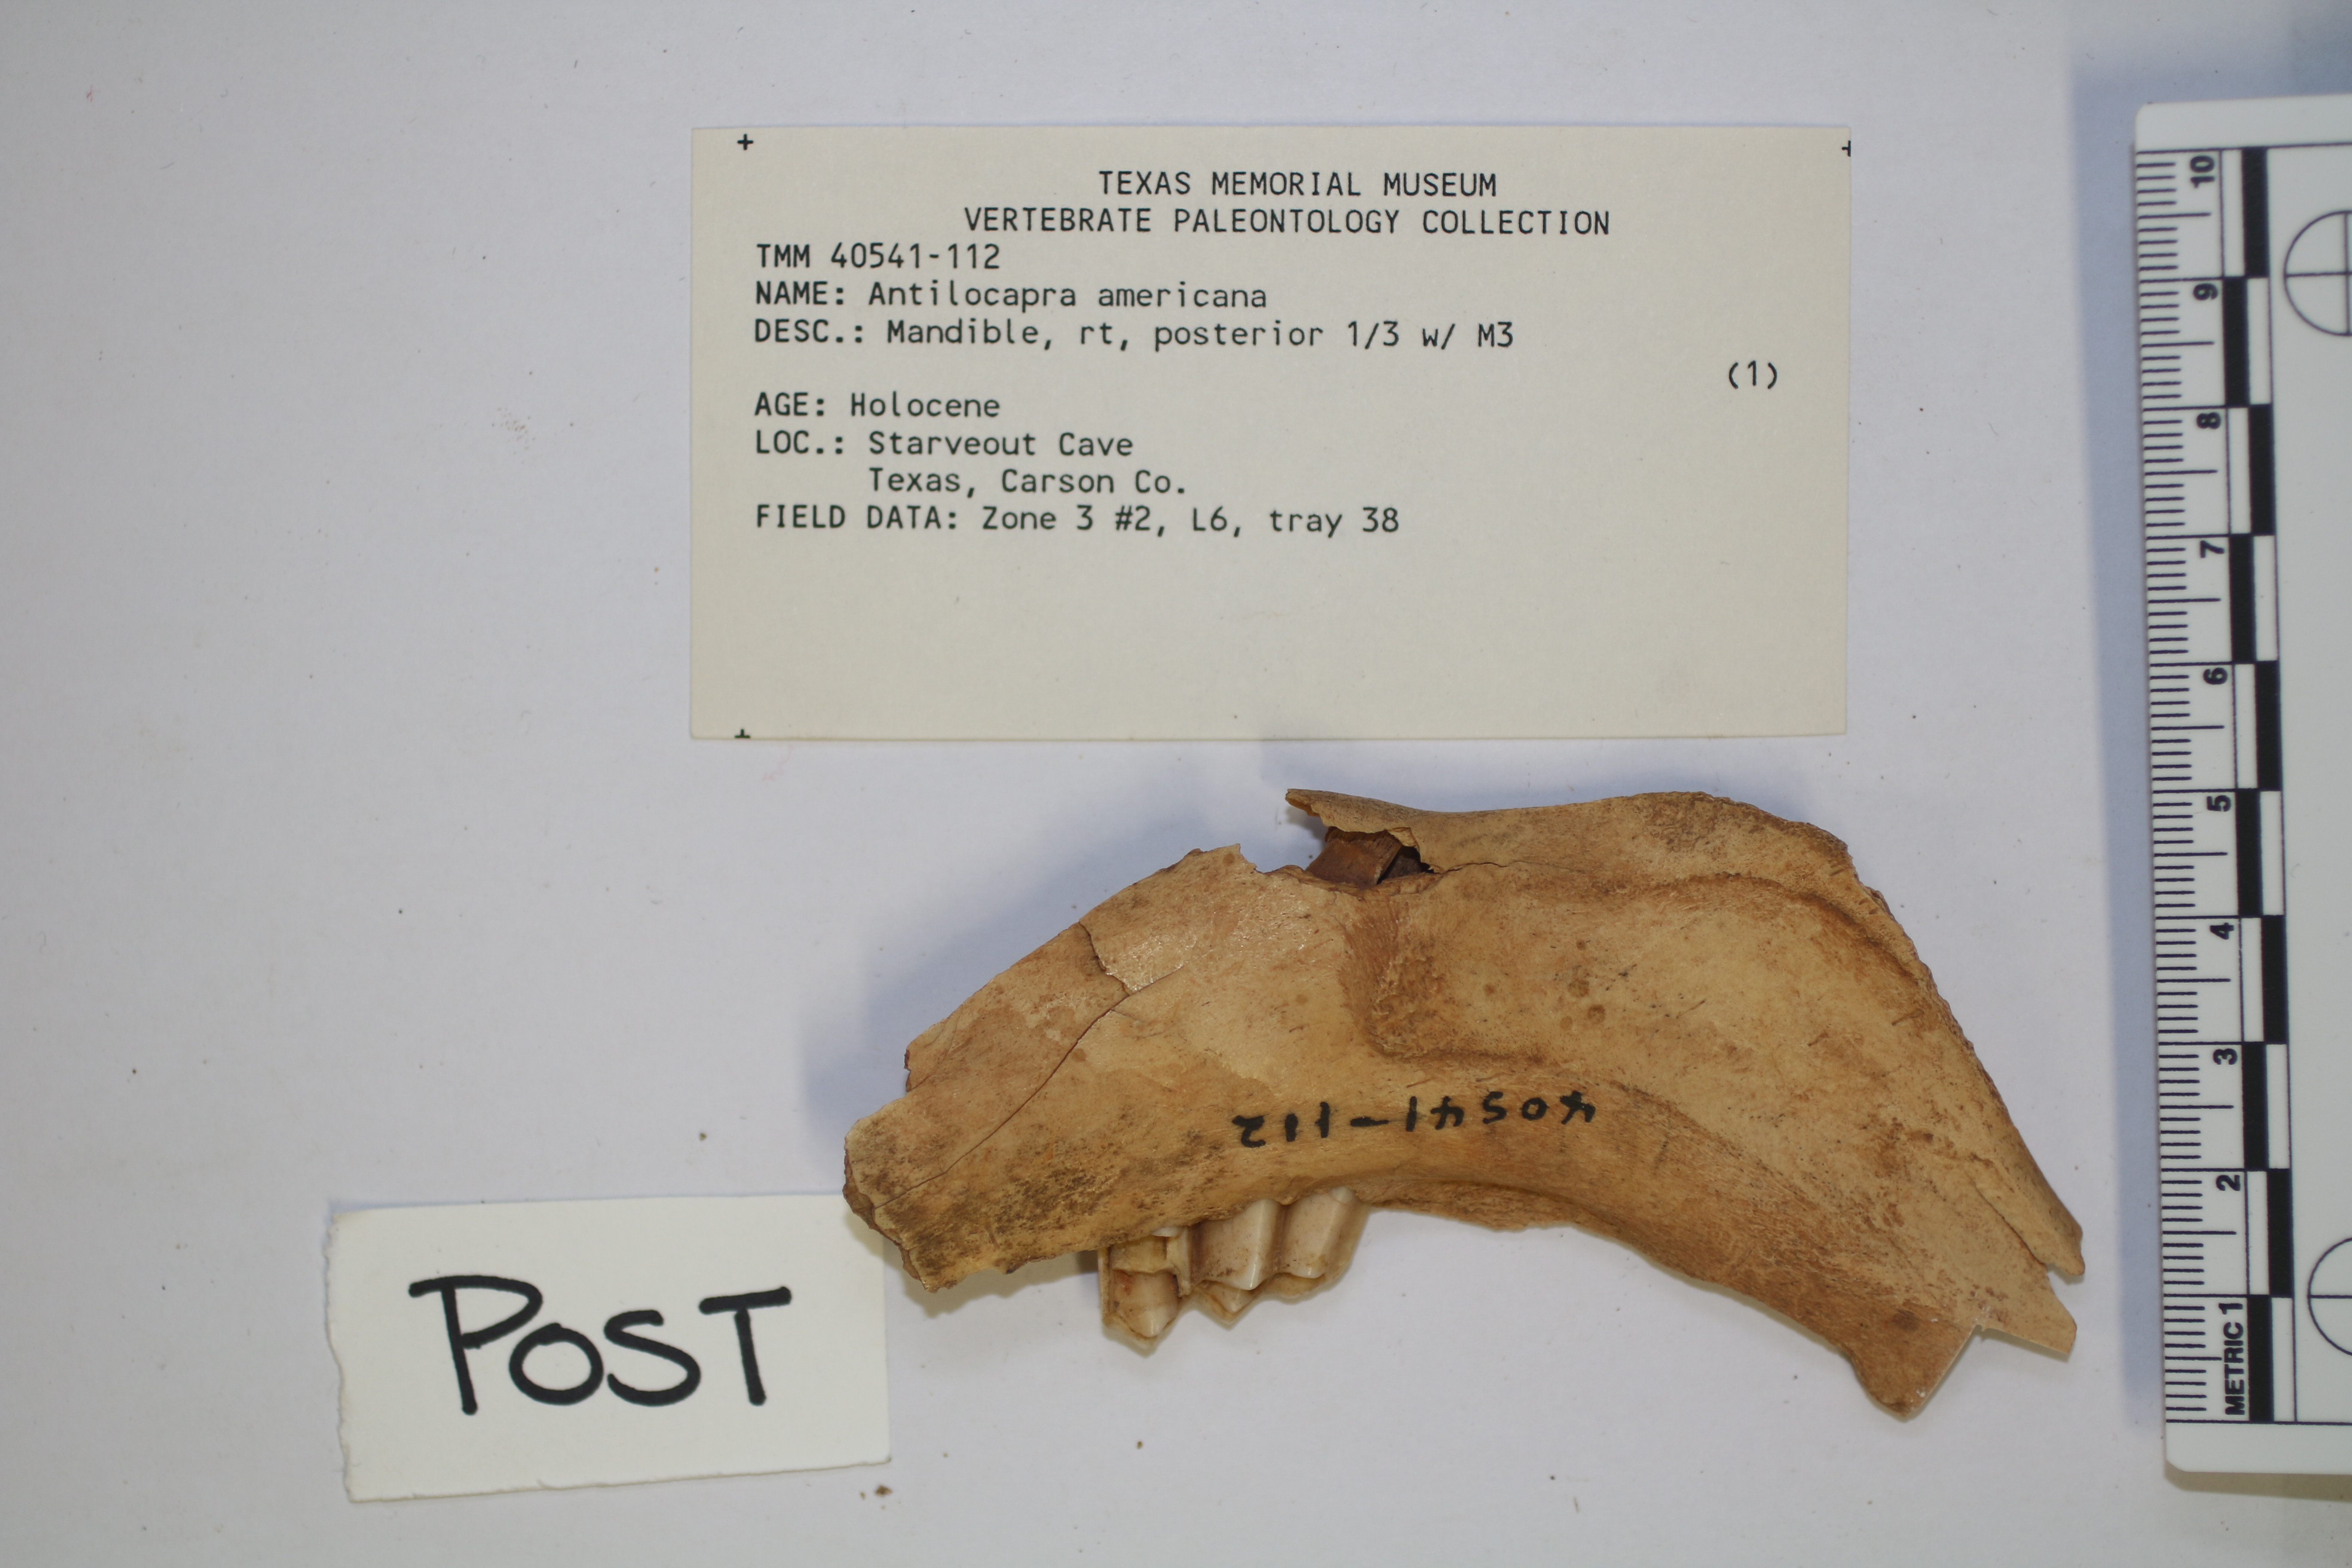 TEXAS MEMORIAL MUSEUM
VERTEBRATE PALEONTOLOGY COLLECTION
TMM 40541-112
NAME: Antilocapra americana
DESC.: Mandible, rt, posterior 1/3 w/ M3
(1)
AGE: Holocene
LOC.: Starveout Cave
Texas, Carson Co.
FIELD DATA: Zone 3 #2, L6, tray 38
40541-112
POST
10
9
8
7
6
5
4
3
2
METRIC 1